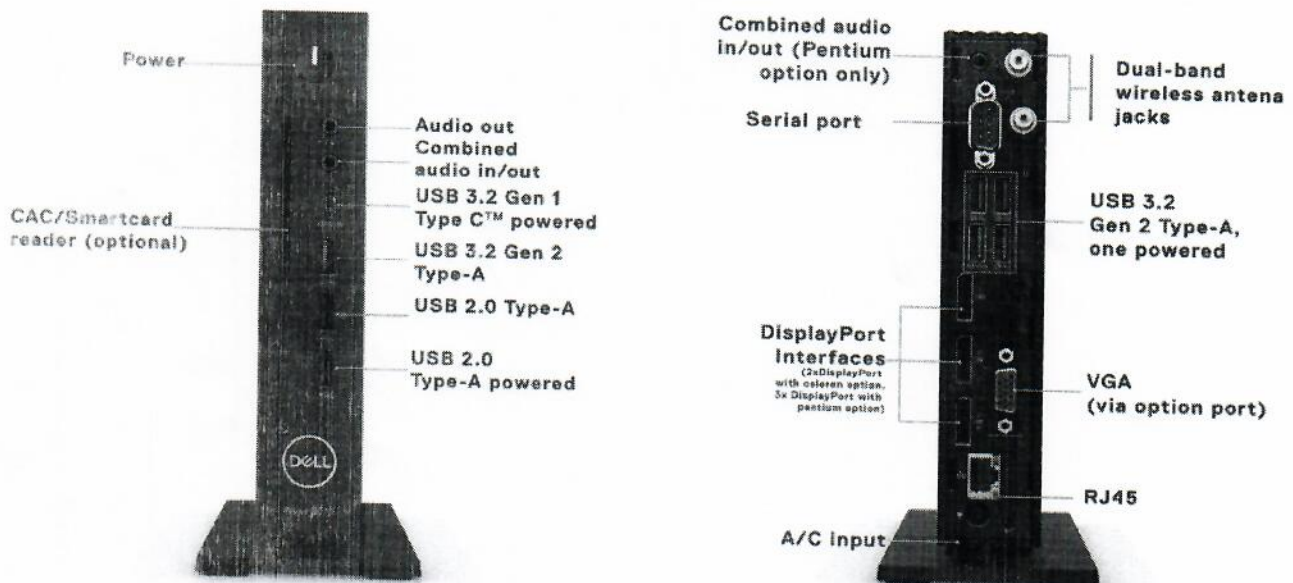 Power
CAC/Smartcard
reader (optional)
Audio out
Combined
audio in/out
USB 3.2 Gen 1
Type C™ powered
USB 3.2 Gen 2
Type-A
USB 2.0 Type-A
USB 2.0
Type-A powered
DELL
Combined audio
in/out (Pentium
option only)
Serial port
DisplayPort
Interfaces
(2xDisplayPort
with celeron option,
3x DisplayPort with
pentium option)
A/C input
Dual-band
wireless antena
jacks
USB 3.2
Gen 2 Type-A,
one powered
VGA
(via option port)
RJ45